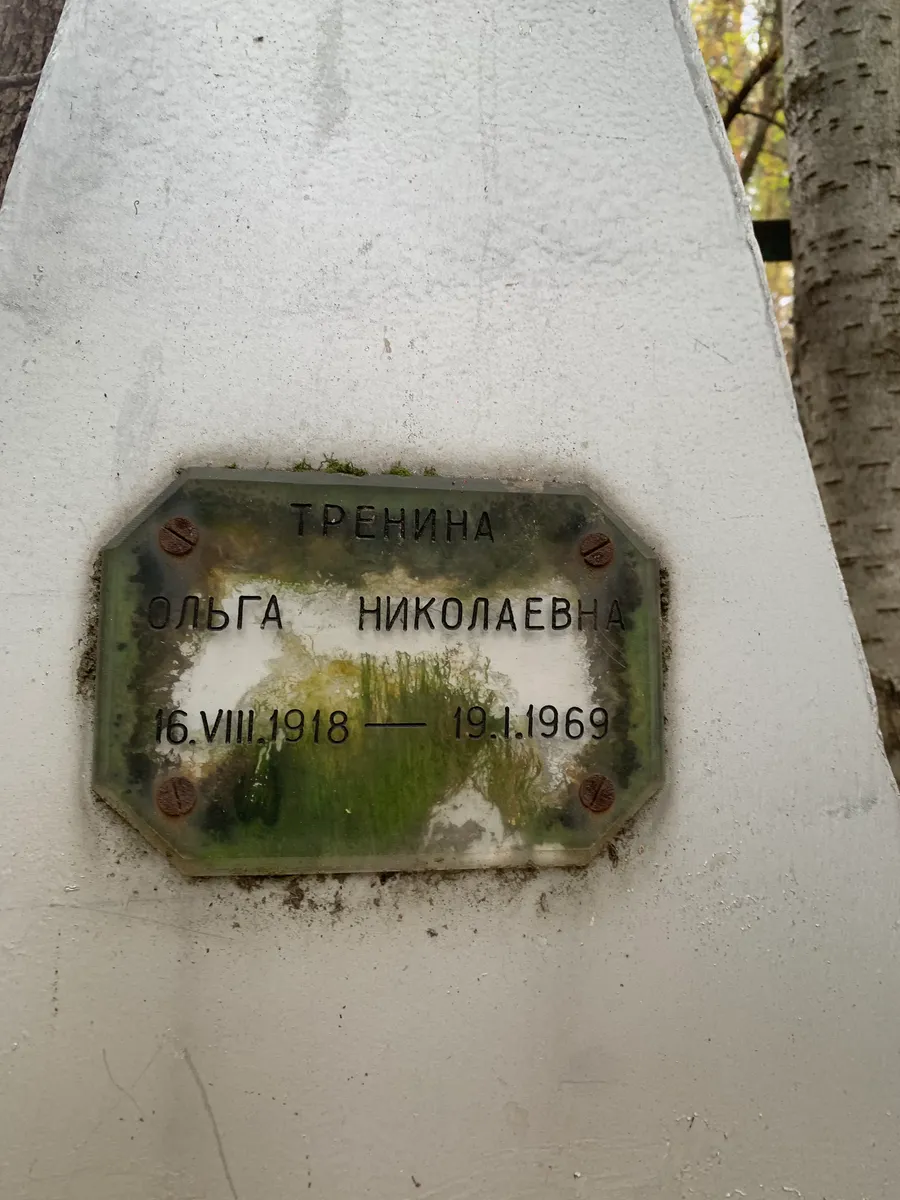 ТРЕНИНА
ОЛЬГА НИКОЛАЕВНА
16.VIII.1918 — 19.I.1969